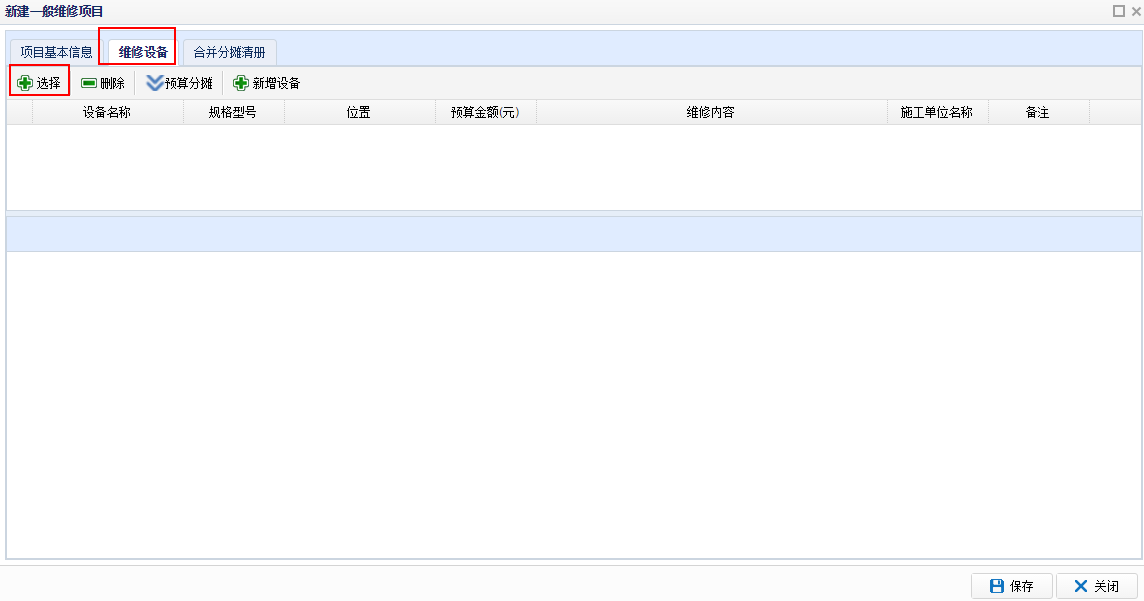 新建一般维修项目
项目基本信息 维修设备 合并分摊清册
选择 删除 预算分摊 新增设备
设备名称 规格型号 位置 预算金额(元) 维修内容 施工单位名称 备注
保存 关闭